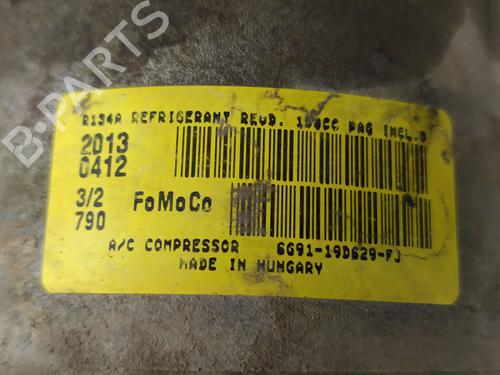 B-PARTS
R134A REFRIGERANT REQD. 150CC PAG INCL.D
2013
0412
3/2
790
FoMoCo
A/C COMPRESSOR 6G91-19D629-FJ
MADE IN HUNGARY